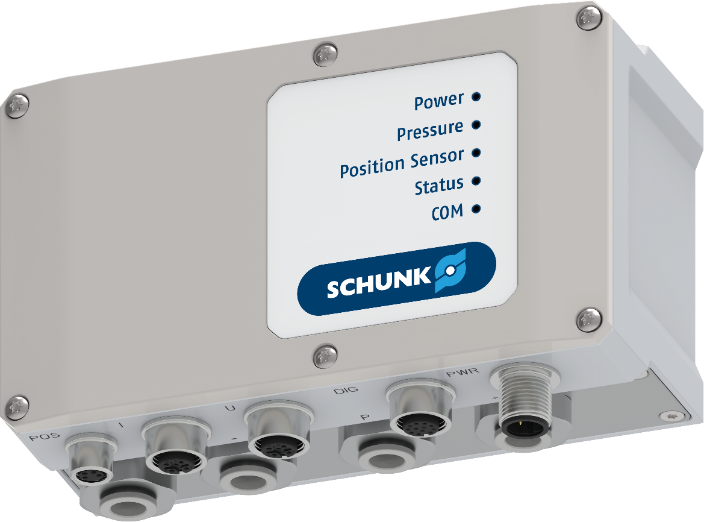 Power
Pressure
Position Sensor
Status
COM
SCHUNK
POS I U DIG PWR
P